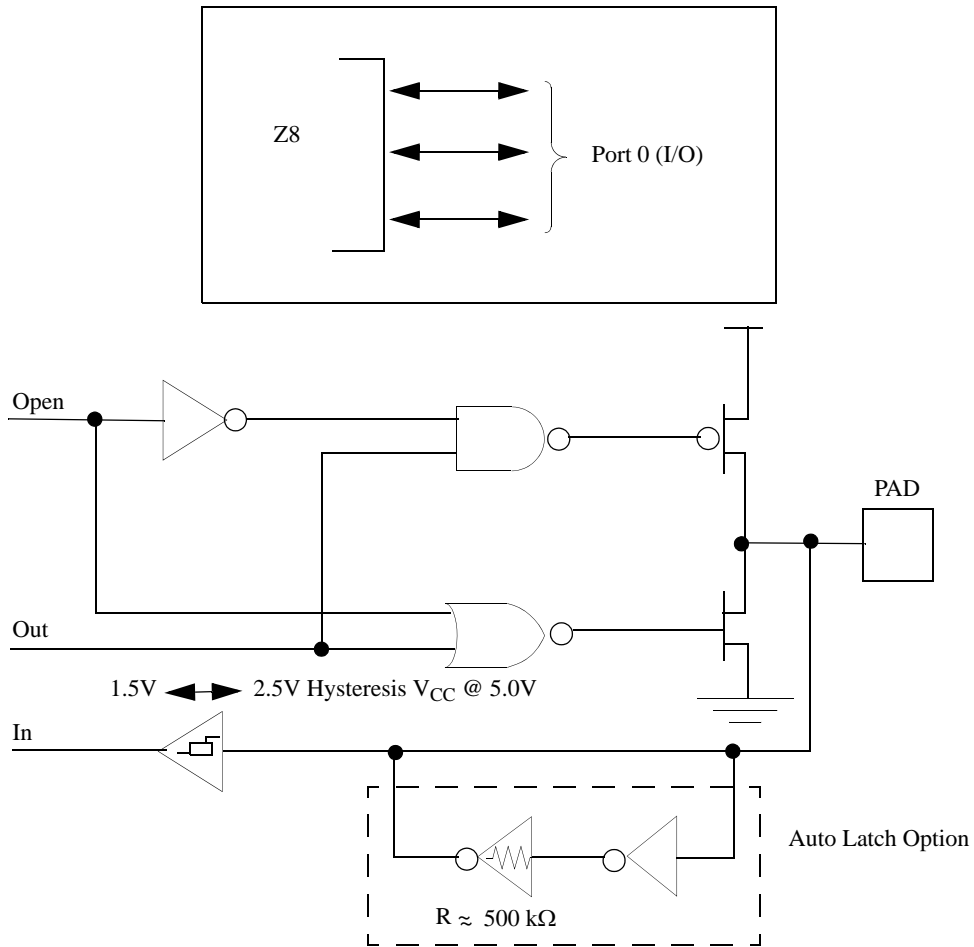 Z8
Port 0 (I/O)
Open
PAD
Out
1.5V 2.5V Hysteresis VCC @ 5.0V
In
Auto Latch Option
R ≈ 500 kΩ